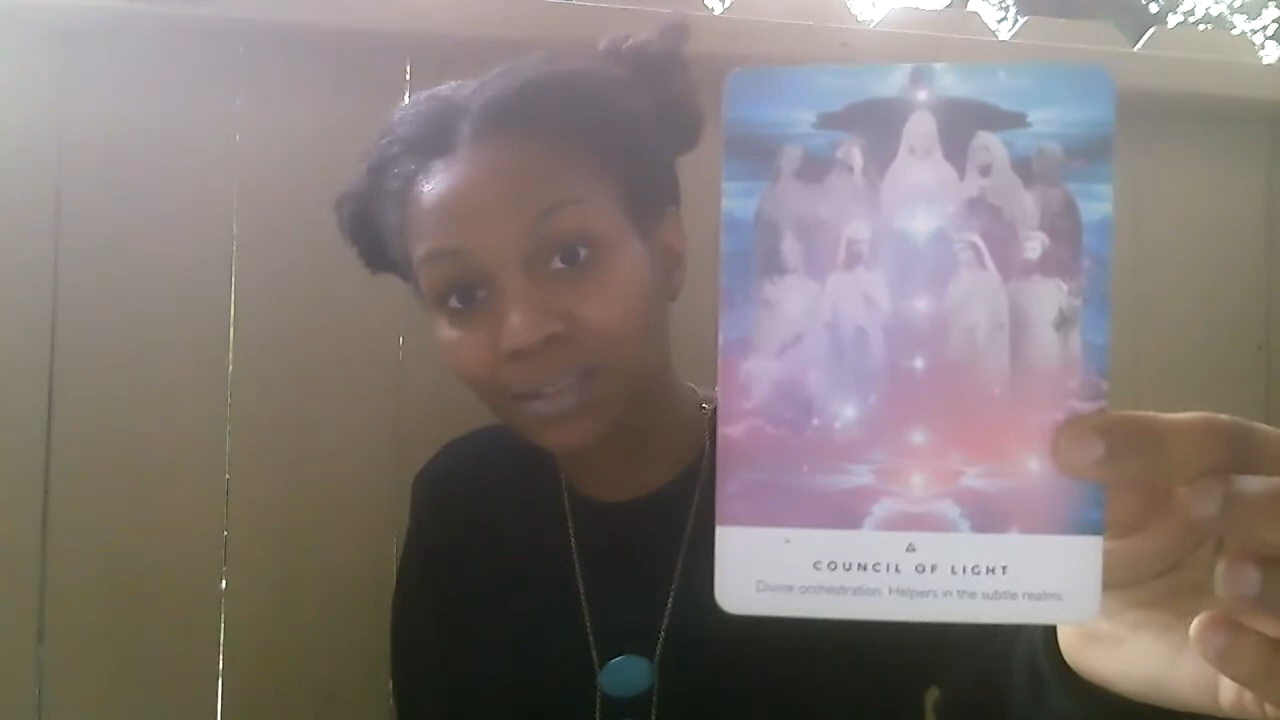 COUNCIL OF LIGHT
Divine orchestration. Helpers in the subtle realms.